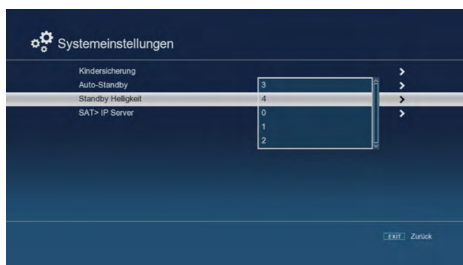 Systemeinstellungen
Kindersicherung
Auto-Standby 3
Standby Helligkeit 4
SAT> IP Server 0
1
2
EXIT Zurück